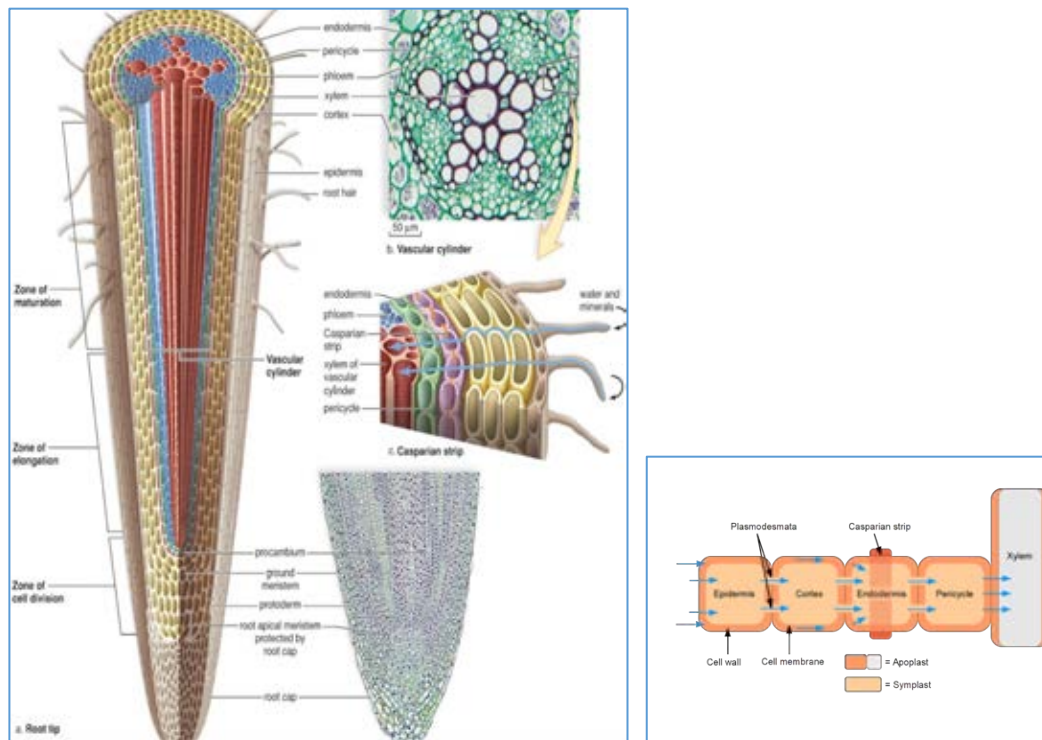 endodermis
pericycle
phloem
xylem
cortex
epidermis
root hair
50 μm
b. Vascular cylinder
Zone of
maturation
Vascular
cylinder
Zone of
elongation
Zone of
cell division
endodermis
phloem
Casparian
strip
xylem of
vascular
cylinder
pericycle
water and
minerals
c. Casparian strip
procambium
ground
meristem
protoderm
root apical meristem
protected by
root cap
root cap
a. Root tip
Plasmodesmata
Casparian strip
Xylem
Epidermis
Cortex
Endodermis
Pericycle
Cell wall
Cell membrane
= Apoplast
= Symplast